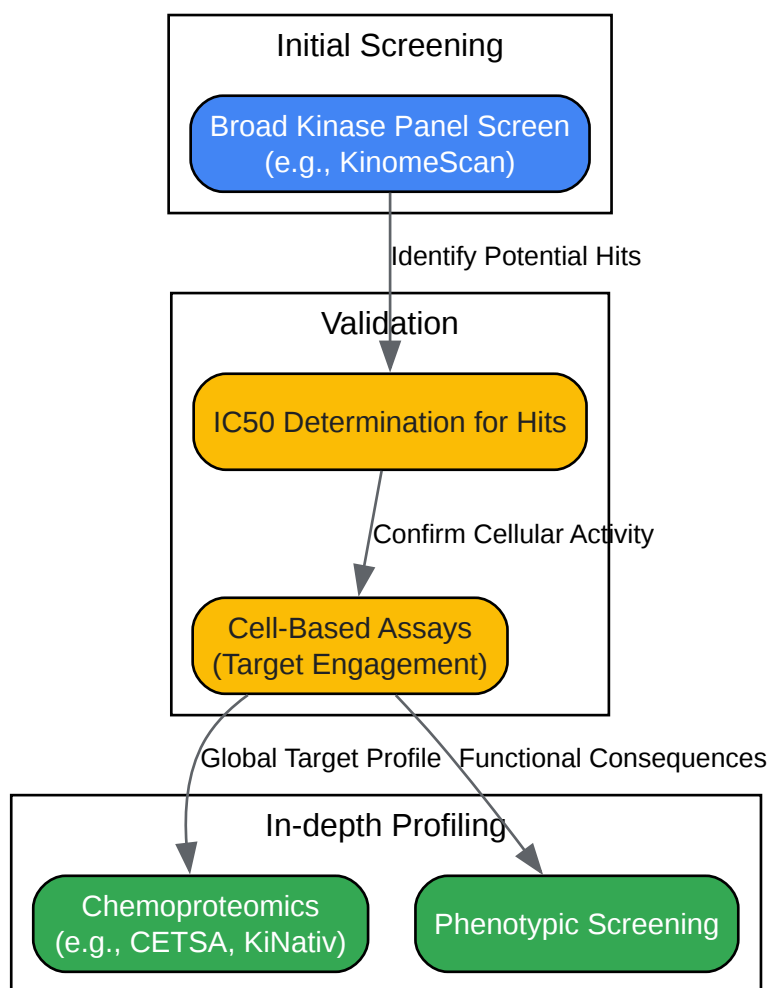 Initial Screening
Broad Kinase Panel Screen
(e.g., KinomeScan)
Identify Potential Hits
Validation
IC50 Determination for Hits
Confirm Cellular Activity
Cell-Based Assays
(Target Engagement)
Global Target Profile
Functional Consequences
In-depth Profiling
Chemoproteomics
(e.g., CETSA, KiNativ)
Phenotypic Screening